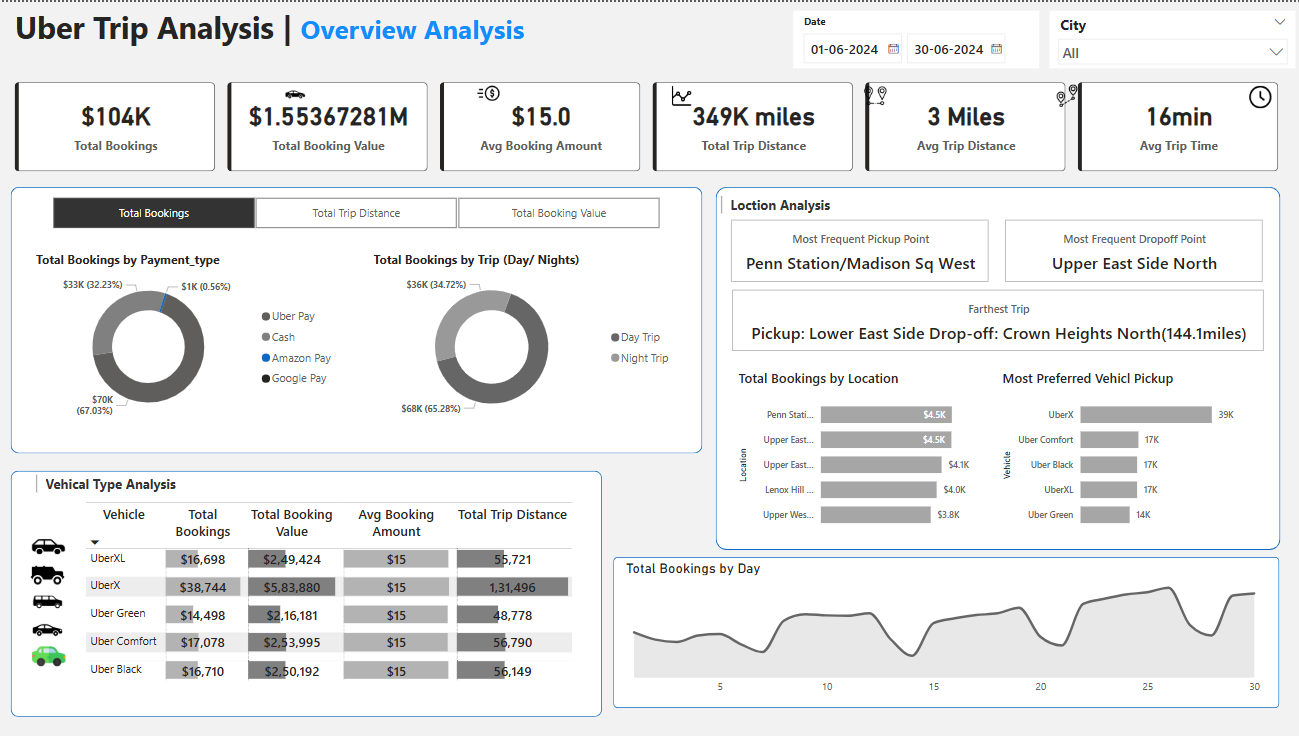 Uber Trip Analysis | Overview Analysis
Date
01-06-2024 30-06-2024
City
All
$104K
Total Bookings
$1.55367281M
Total Booking Value
$15.0
Avg Booking Amount
349K miles
Total Trip Distance
3 Miles
Avg Trip Distance
16min
Avg Trip Time
Total Bookings Total Trip Distance Total Booking Value
Total Bookings by Payment_type
$33K (32.23%) $1K (0.56%)
$70K
(67.03%)
Uber Pay
Cash
Amazon Pay
Google Pay
Total Bookings by Trip (Day/ Nights)
$36K (34.72%)
$68K (65.28%)
Day Trip
Night Trip
Loction Analysis
Most Frequent Pickup Point
Penn Station/Madison Sq West
Most Frequent Dropoff Point
Upper East Side North
Farthest Trip
Pickup: Lower East Side Drop-off: Crown Heights North(144.1miles)
Total Bookings by Location
Location
Penn Stati... $4.5K
Upper East... $4.5K
Upper East... $4.1K
Lenox Hill ... $4.0K
Upper Wes... $3.8K
Most Preferred Vehicl Pickup
Vehicle
UberX 39K
Uber Comfort 17K
Uber Black 17K
UberXL 17K
Uber Green 14K
Vehical Type Analysis
Vehicle Total Bookings Total Booking Value Avg Booking Amount Total Trip Distance
UberXL $16,698 $2,49,424 $15 55,721
UberX $38,744 $5,83,880 $15 1,31,496
Uber Green $14,498 $2,16,181 $15 48,778
Uber Comfort $17,078 $2,53,995 $15 56,790
Uber Black $16,710 $2,50,192 $15 56,149
Total Bookings by Day
5 10 15 20 25 30